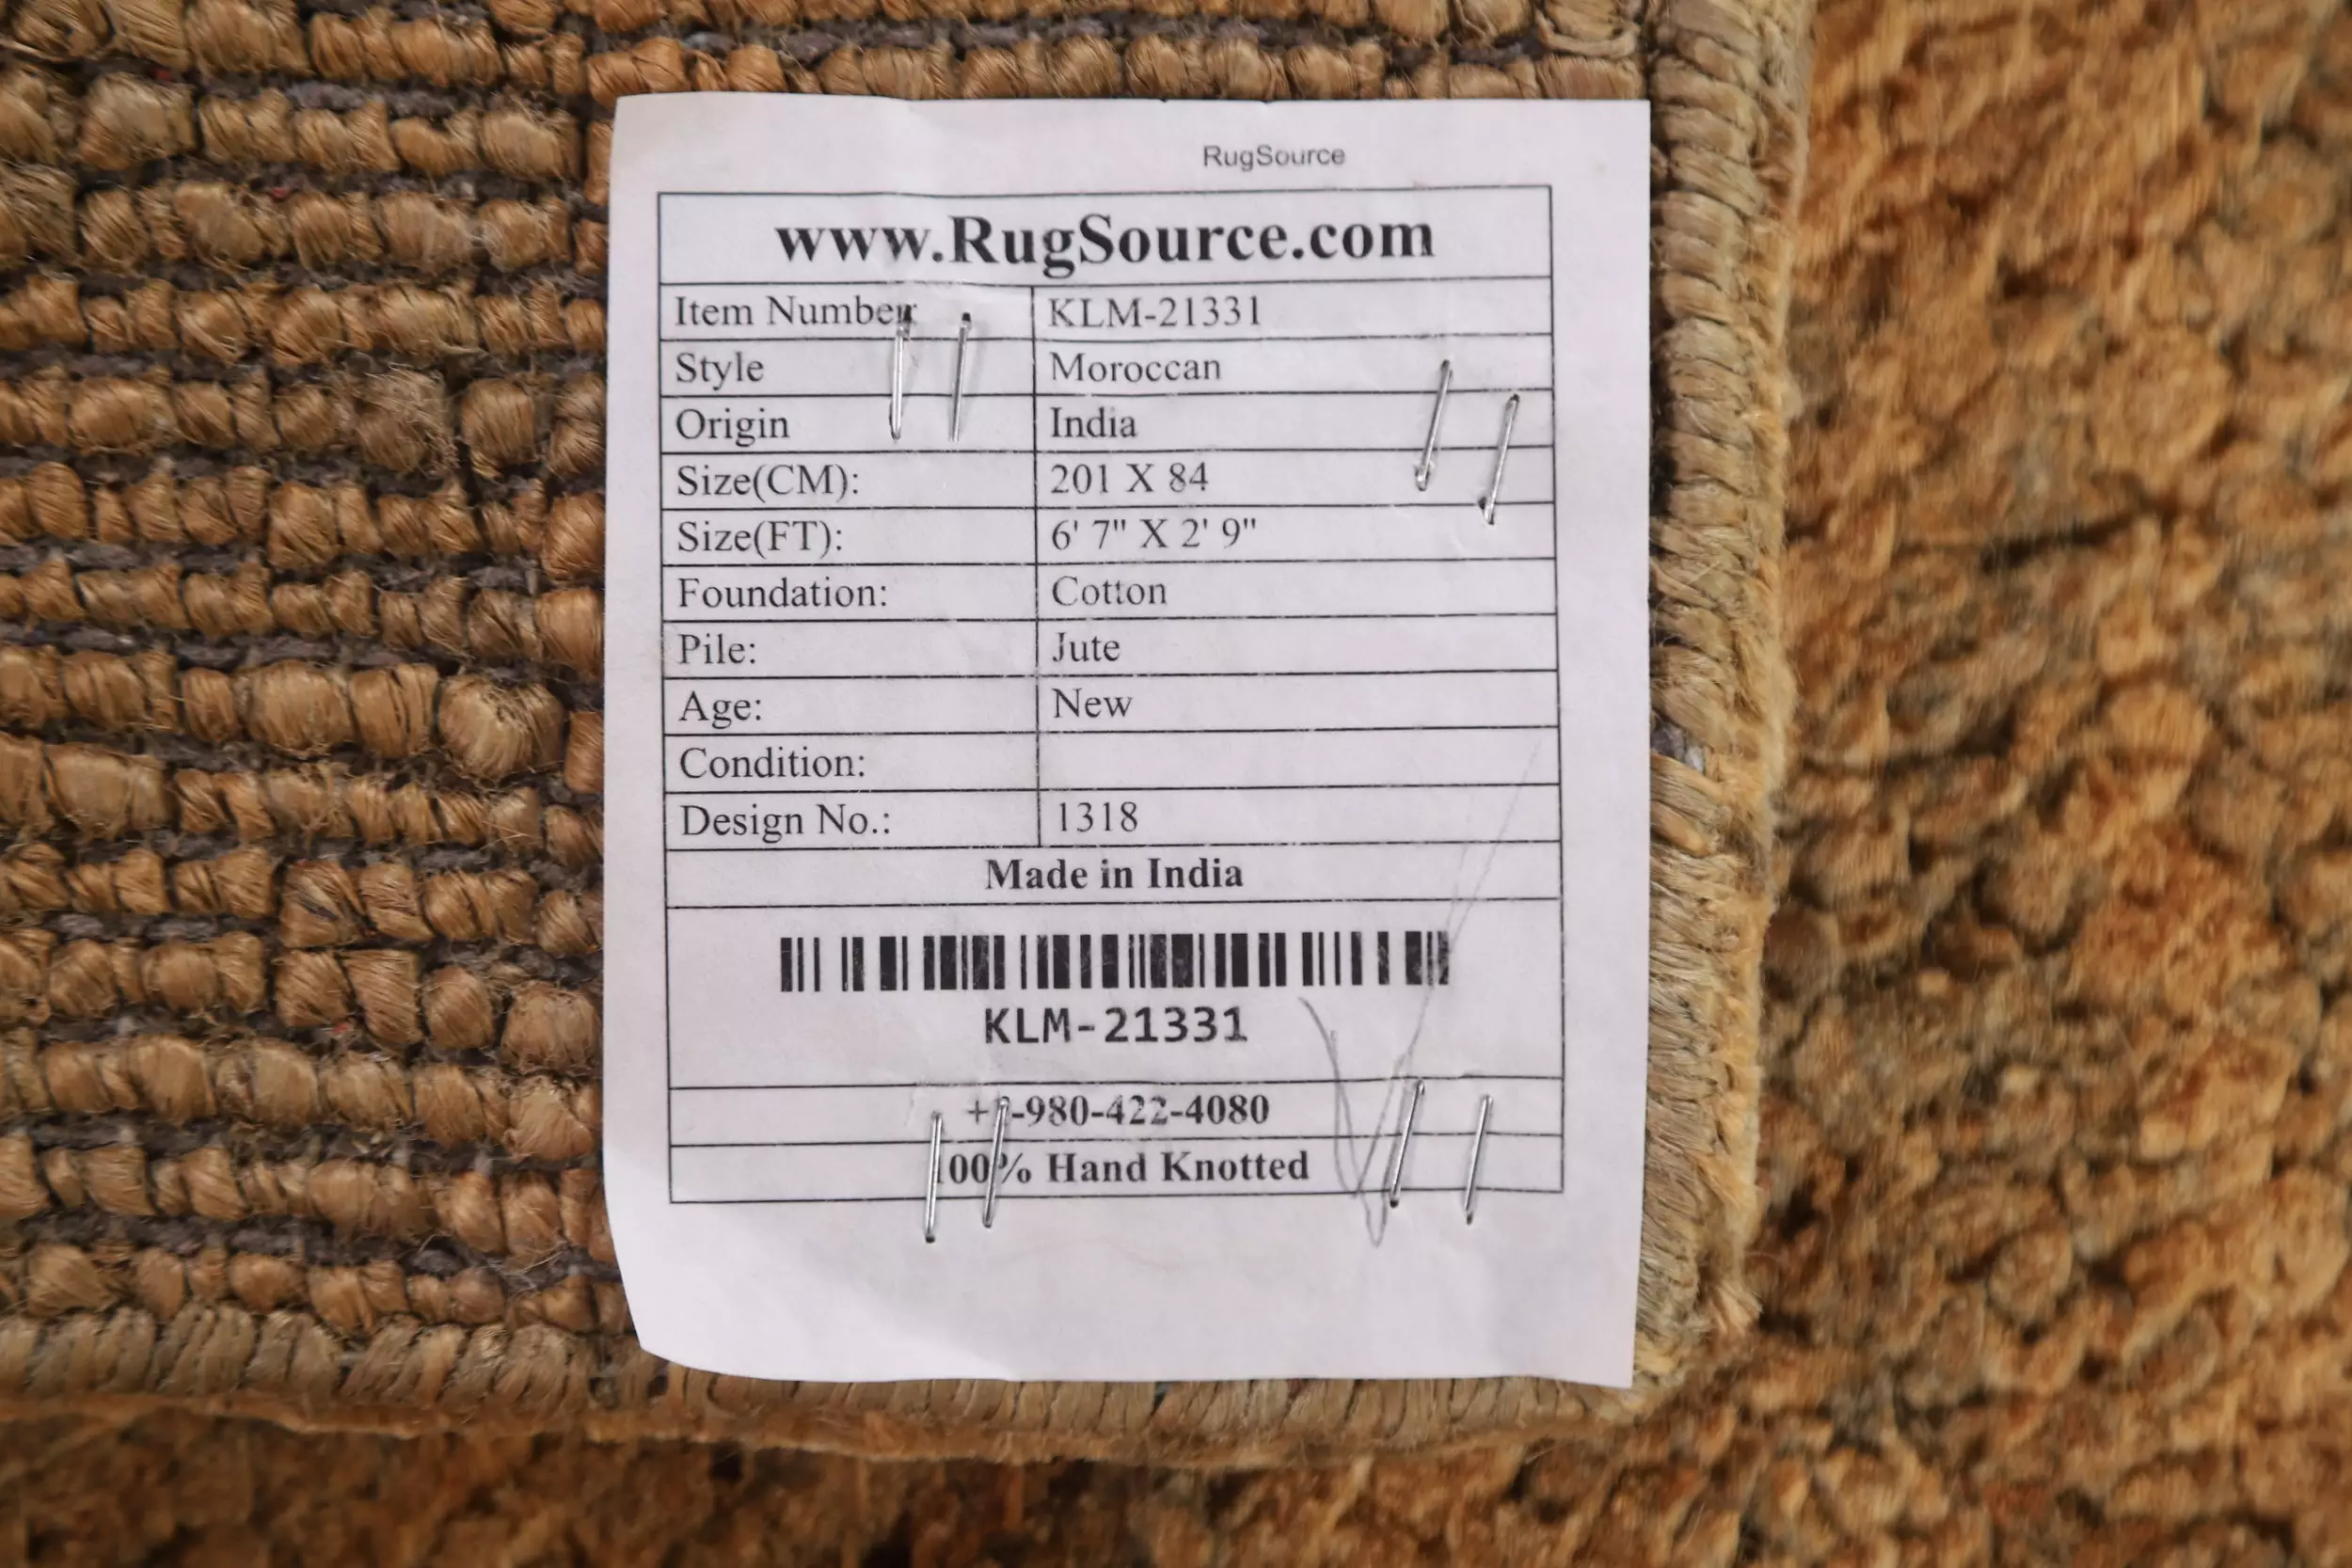 RugSource
www.RugSource.com
Item Number KLM-21331
Style Moroccan
Origin India
Size(CM): 201 X 84
Size(FT): 6' 7" X 2' 9"
Foundation: Cotton
Pile: Jute
Age: New
Condition:
Design No.: 1318
Made in India
KLM-21331
+1-980-422-4080
100% Hand Knotted